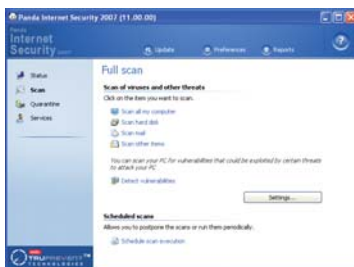 Panda Internet Security 2007 (11.00.00)
Panda
Internet
Security 2007
Update
Preferences
Reports
Status
Scan
Quarantine
Services
Full scan
Scan of viruses and other threats
Click on the item you want to scan.
Scan all my computer
Scan hard disk
Scan mail
Scan other items
You can scan your PC for vulnerabilities that could be exploited by certain threats
to attack your PC
Detect vulnerabilities
Settings...
Scheduled scans
Allows you to postpone the scans or run them periodically.
Schedule scan execution
TRUPREVENT™
TECHNOLOGIES